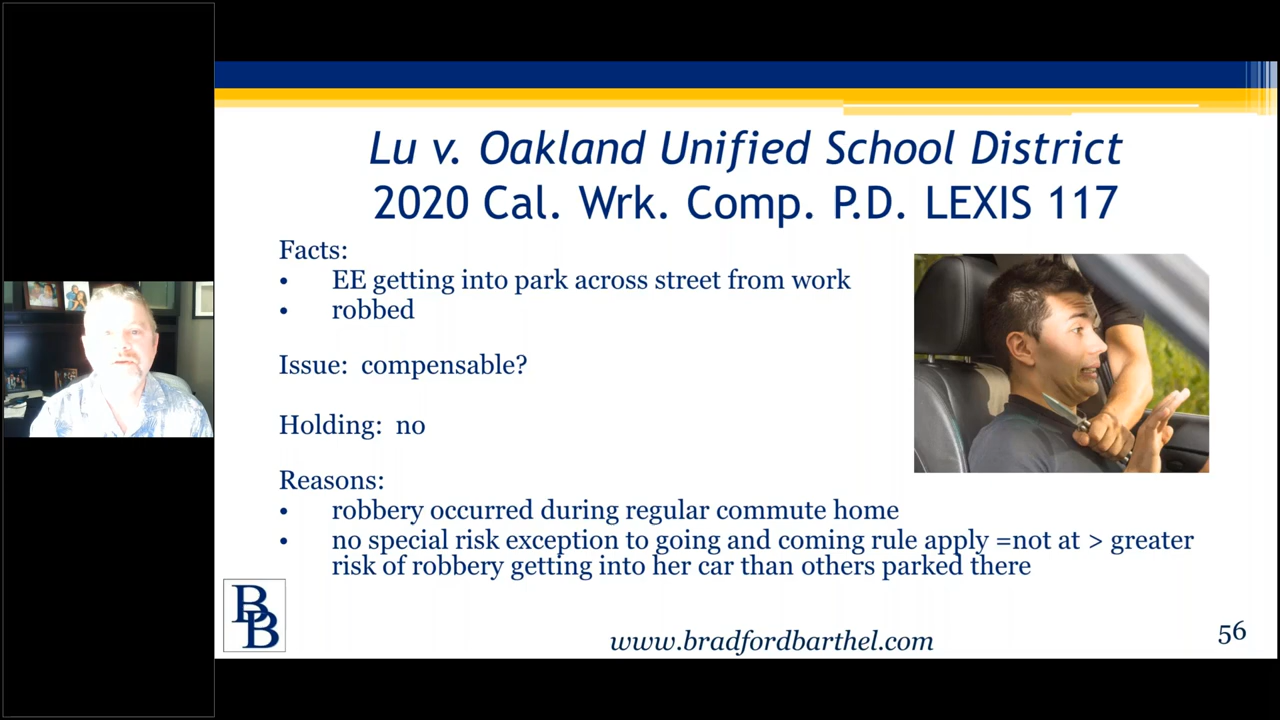 Lu v. Oakland Unified School District
2020 Cal. Wrk. Comp. P.D. LEXIS 117
Facts:
• EE getting into park across street from work
• robbed
Issue: compensable?
Holding: no
Reasons:
• robbery occurred during regular commute home
• no special risk exception to going and coming rule apply =not at > greater
risk of robbery getting into her car than others parked there
BB
www.bradfordbarthel.com
56